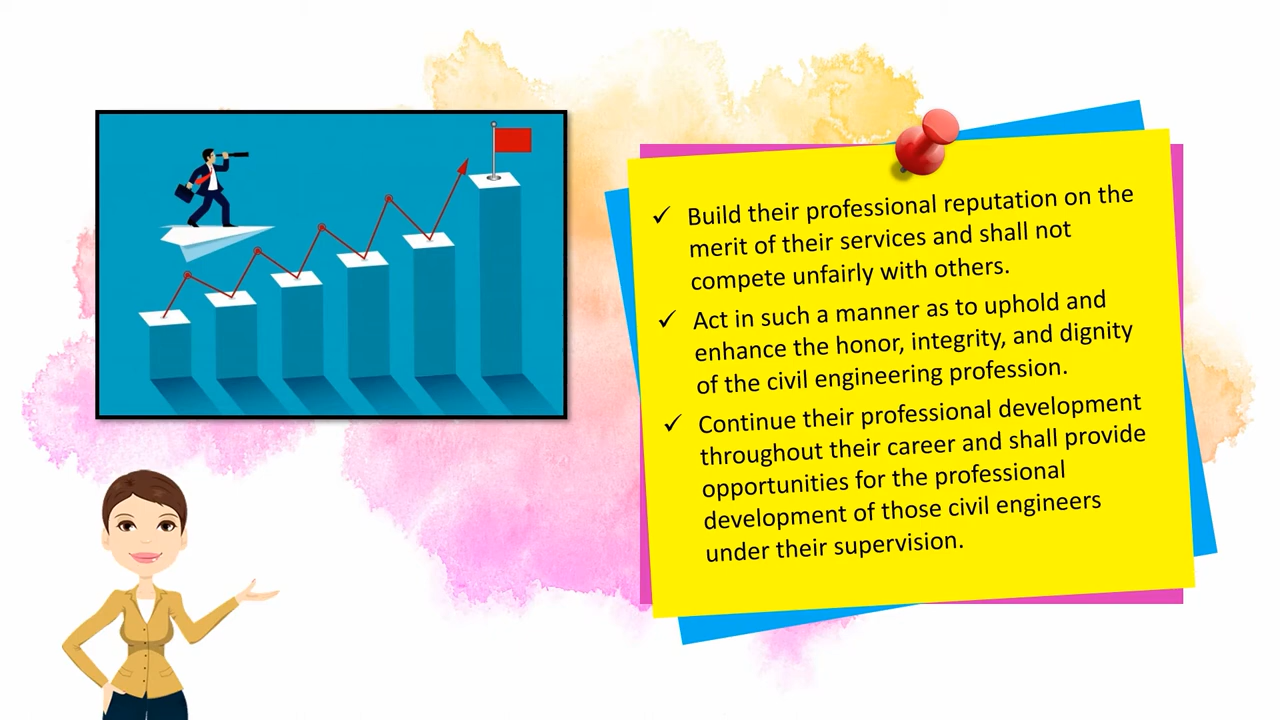 ✓ Build their professional reputation on the
merit of their services and shall not
compete unfairly with others.
✓ Act in such a manner as to uphold and
enhance the honor, integrity, and dignity
of the civil engineering profession.
✓ Continue their professional development
throughout their career and shall provide
opportunities for the professional
development of those civil engineers
under their supervision.